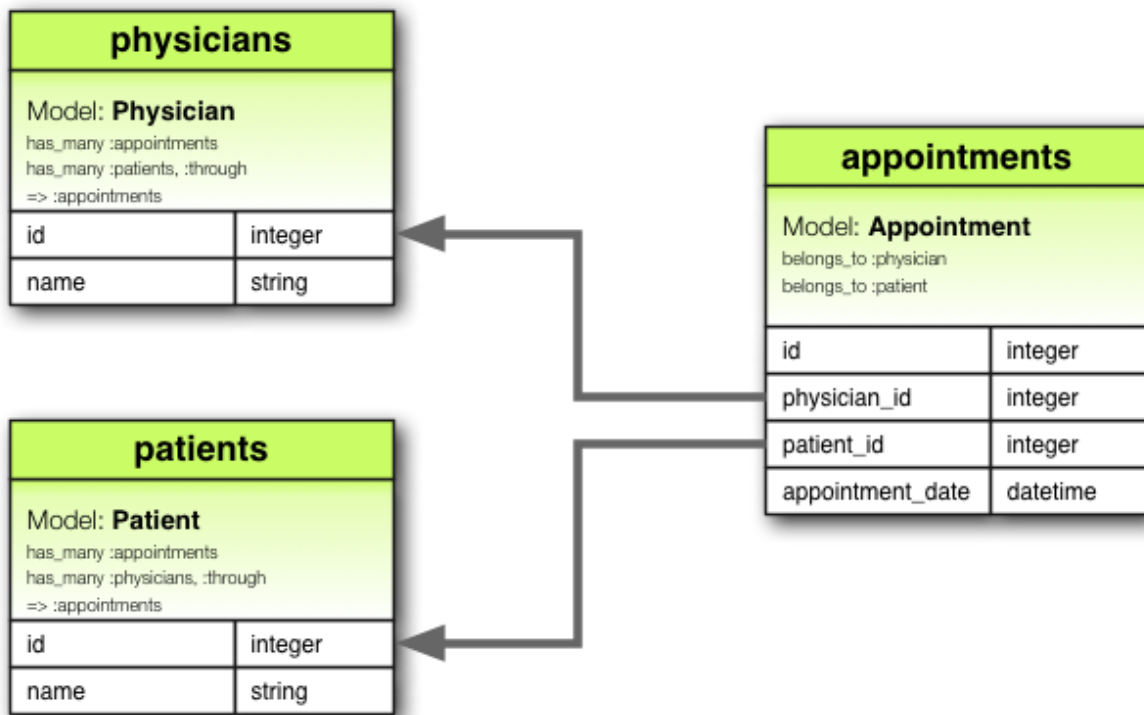 physicians
Model: Physician
has_many :appointments
has_many :patients, :through
=> :appointments
id integer
name string
appointments
Model: Appointment
belongs_to :physician
belongs_to :patient
id integer
physician_id integer
patient_id integer
appointment_date datetime
patients
Model: Patient
has_many :appointments
has_many :physicians, :through
=> :appointments
id integer
name string